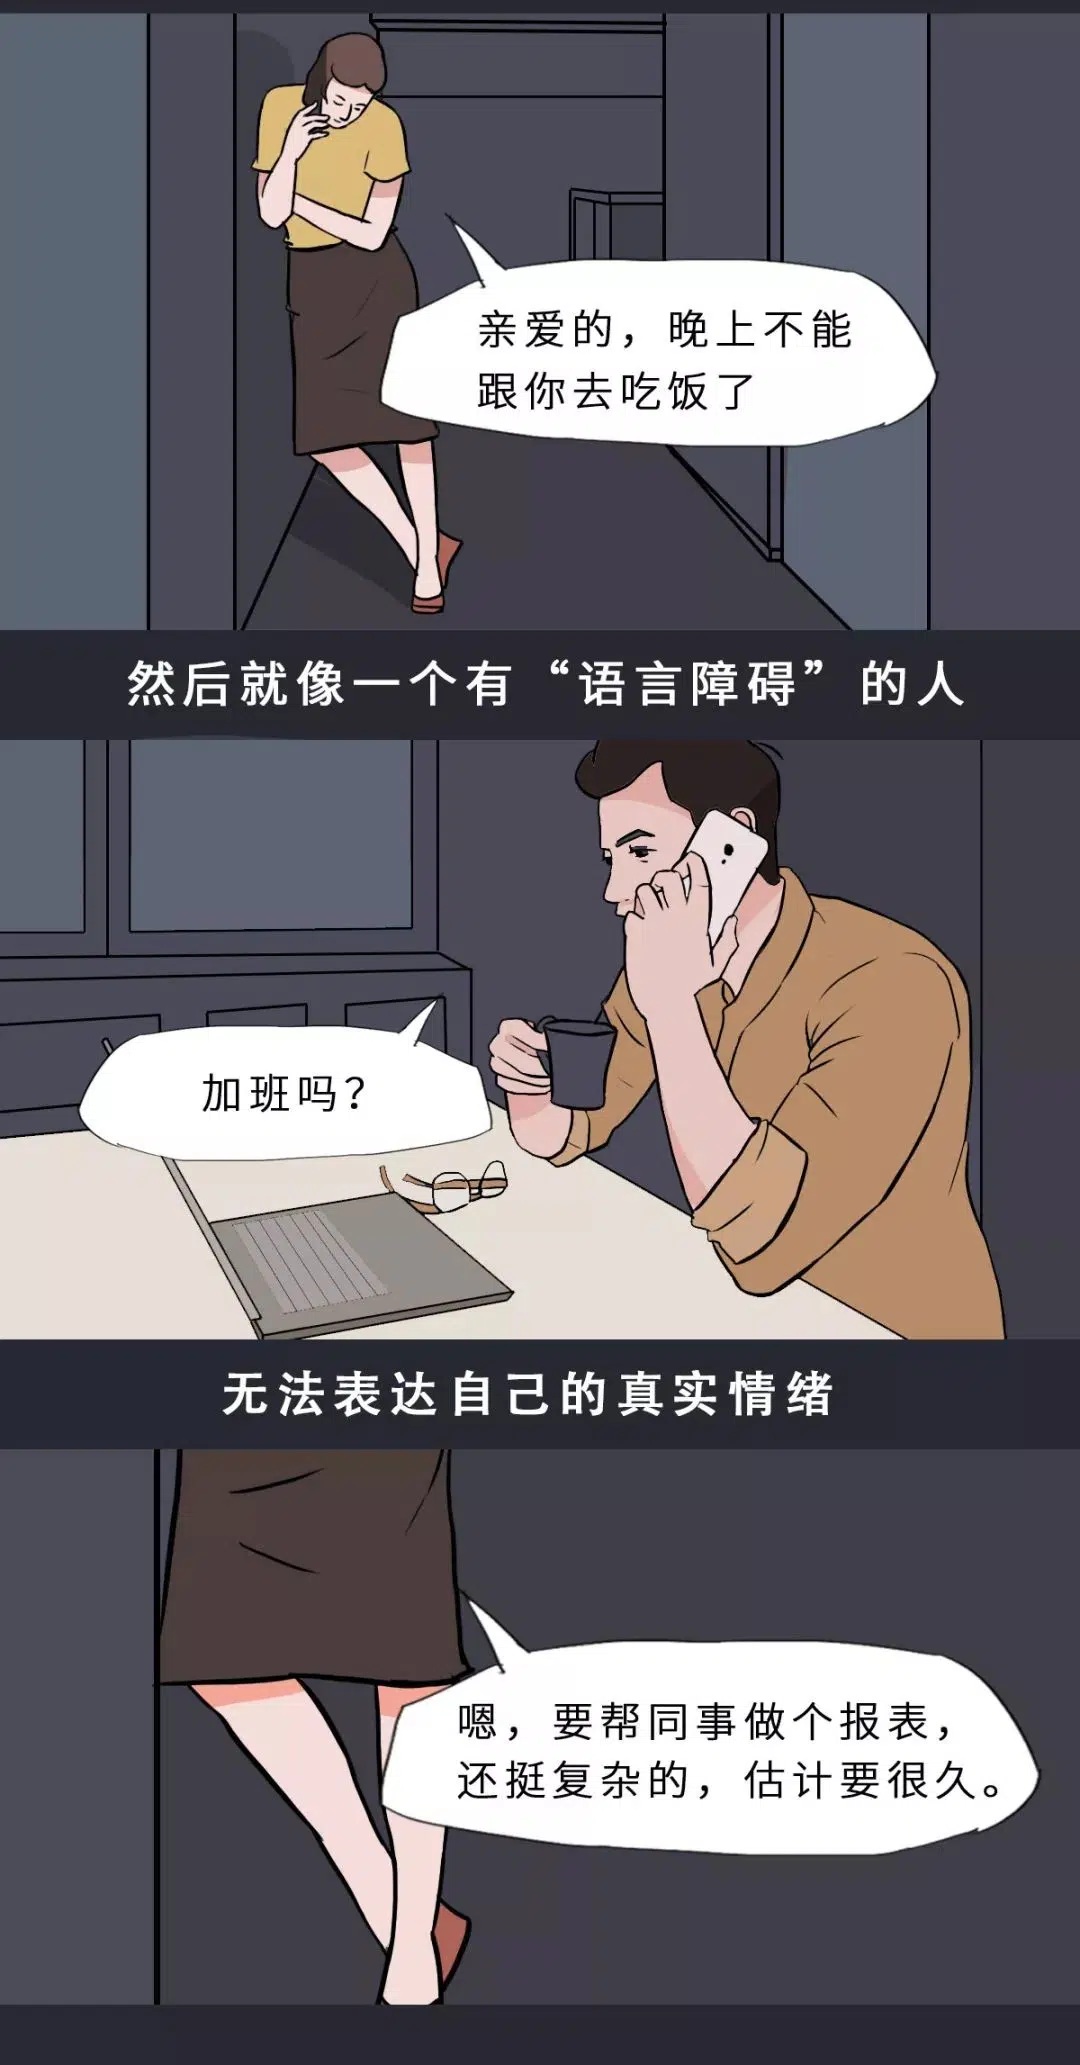 亲爱的，晚上不能
跟你去吃饭了
然后就像一个有“语言障碍”的人
加班吗？
无法表达自己的真实情绪
嗯，要帮同事做个报表，
还挺复杂的，估计要很久。